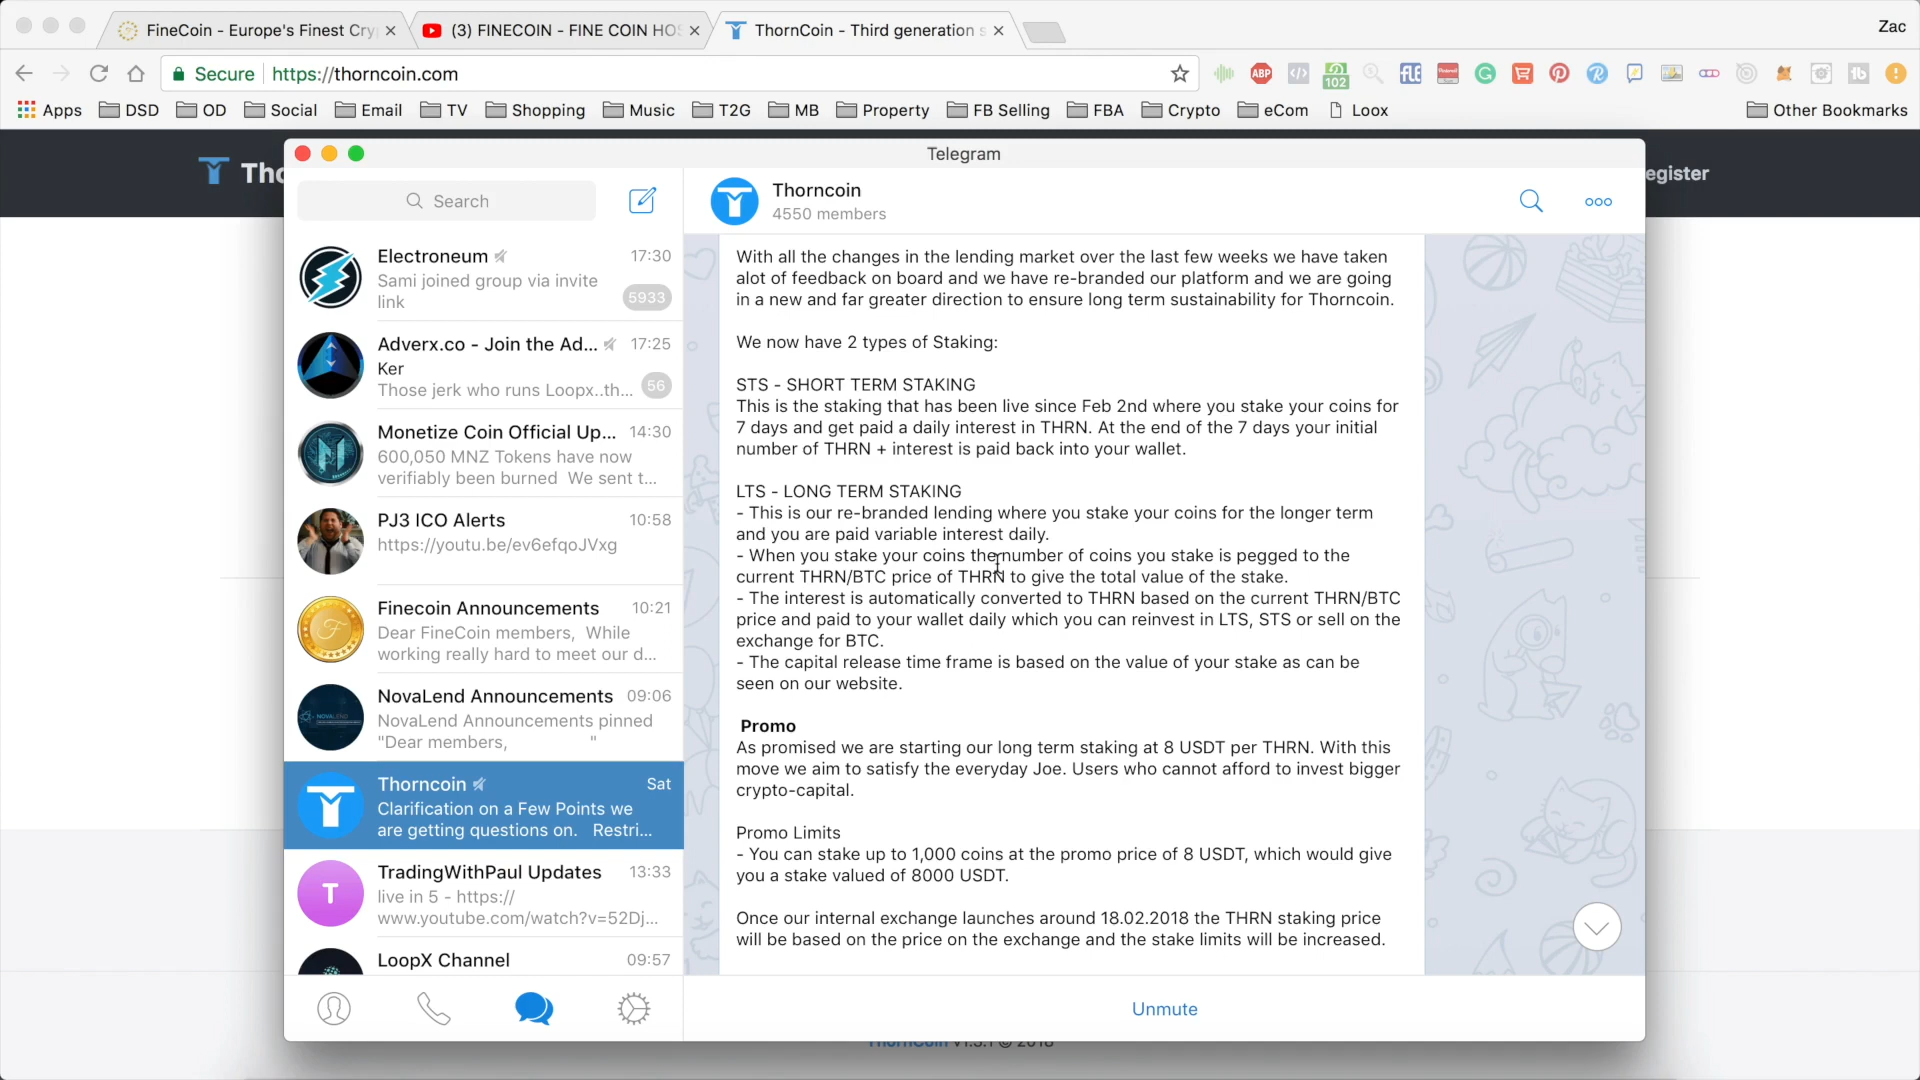 FineCoin - Europe's Finest Cry
(3) FINECOIN - FINE COIN HOS
ThornCoin - Third generation s
Zac
Secure
https://thorncoin.com
ABP
102
Apps
DSD
OD
Social
Email
TV
Shopping
Music
T2G
MB
Property
FB Selling
FBA
Crypto
eCom
Loox
Other Bookmarks
Tho
egister
Telegram
Search
Electroneum
17:30
Sami joined group via invite
link
5933
Adverx.co - Join the Ad...
17:25
Ker
Those jerk who runs Loopx..th...
56
Monetize Coin Official Up...
14:30
600,050 MNZ Tokens have now
verifiably been burned We sent t...
PJ3 ICO Alerts
10:58
https://youtu.be/ev6efqoJVxg
Finecoin Announcements
10:21
Dear FineCoin members, While
working really hard to meet our d...
NovaLend Announcements
09:06
NovaLend Announcements pinned
"Dear members, "
Thorncoin
Sat
Clarification on a Few Points we
are getting questions on. Restri...
T
TradingWithPaul Updates
13:33
live in 5 - https://
www.youtube.com/watch?v=52Dj...
LoopX Channel
09:57
Thorncoin
4550 members
With all the changes in the lending market over the last few weeks we have taken
alot of feedback on board and we have re-branded our platform and we are going
in a new and far greater direction to ensure long term sustainability for Thorncoin.
We now have 2 types of Staking:
STS - SHORT TERM STAKING
This is the staking that has been live since Feb 2nd where you stake your coins for
7 days and get paid a daily interest in THRN. At the end of the 7 days your initial
number of THRN + interest is paid back into your wallet.
LTS - LONG TERM STAKING
- This is our re-branded lending where you stake your coins for the longer term
and you are paid variable interest daily.
- When you stake your coins the number of coins you stake is pegged to the
current THRN/BTC price of THRN to give the total value of the stake.
- The interest is automatically converted to THRN based on the current THRN/BTC
price and paid to your wallet daily which you can reinvest in LTS, STS or sell on the
exchange for BTC.
- The capital release time frame is based on the value of your stake as can be
seen on our website.
Promo
As promised we are starting our long term staking at 8 USDT per THRN. With this
move we aim to satisfy the everyday Joe. Users who cannot afford to invest bigger
crypto-capital.
Promo Limits
- You can stake up to 1,000 coins at the promo price of 8 USDT, which would give
you a stake valued of 8000 USDT.
Once our internal exchange launches around 18.02.2018 the THRN staking price
will be based on the price on the exchange and the stake limits will be increased.
Unmute
ThornCoin v1.3.1 © 2018